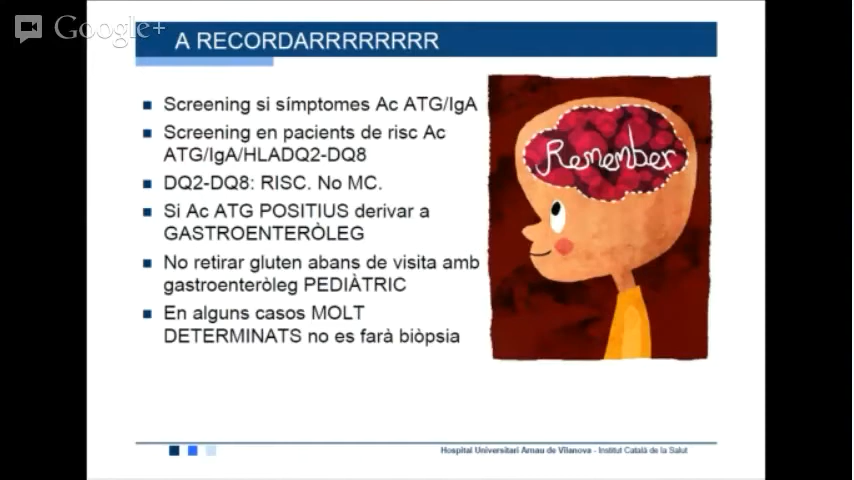 Google+
A RECORDARRRRRRRR
Screening si símptomes Ac ATG/IgA
Screening en pacients de risc Ac
ATG/IgA/HLADQ2-DQ8
DQ2-DQ8: RISC. No MC.
Si Ac ATG POSITIUS derivar a
GASTROENTERÒLEG
No retirar gluten abans de visita amb
gastroenteròleg PEDIÀTRIC
En alguns casos MOLT
DETERMINATS no es farà biòpsia
Remember
Hospital Universitari Arnau de Vilanova - Institut Català de la Salut